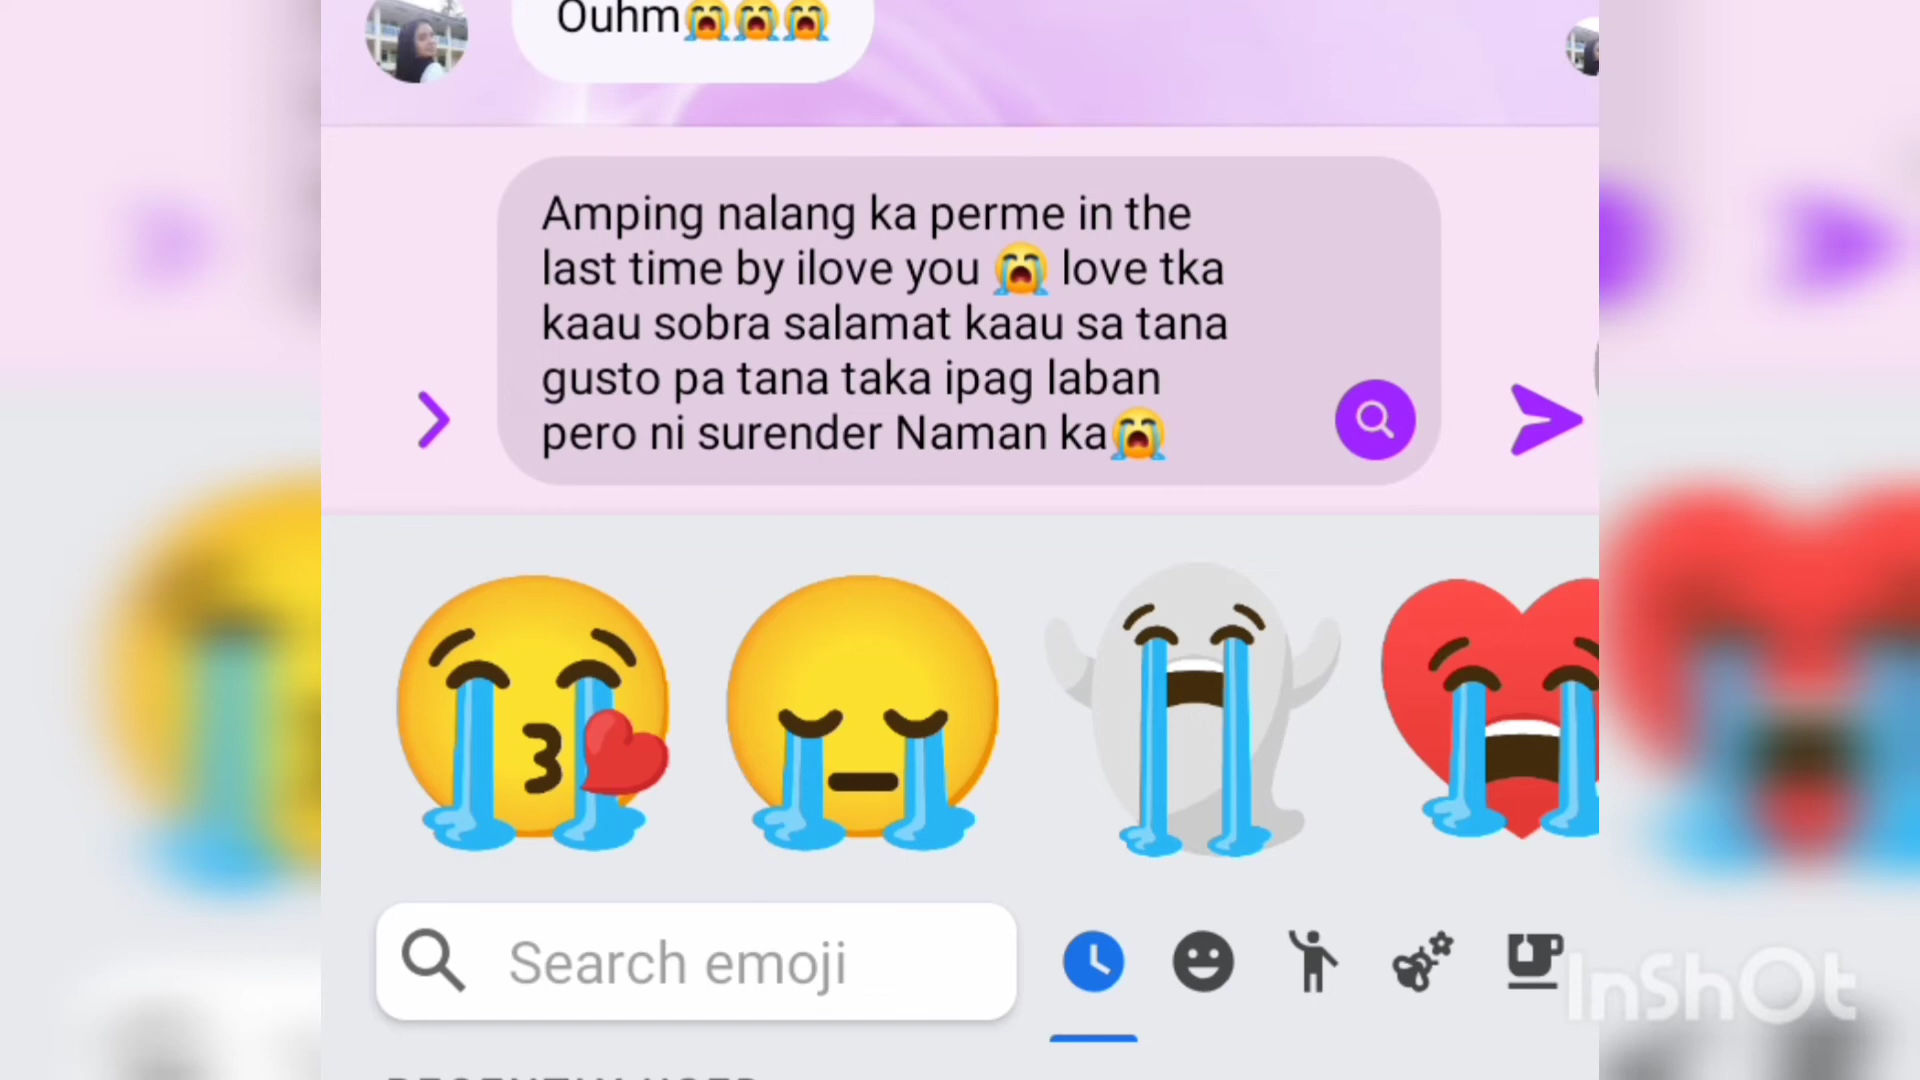 Ouhm😭😭😭
Amping nalang ka perme in the
last time by ilove you 😭 love tka
kaau sobra salamat kaau sa tana
gusto pa tana taka ipag laban
pero ni surender Naman ka😭
Search emoji
InShOt